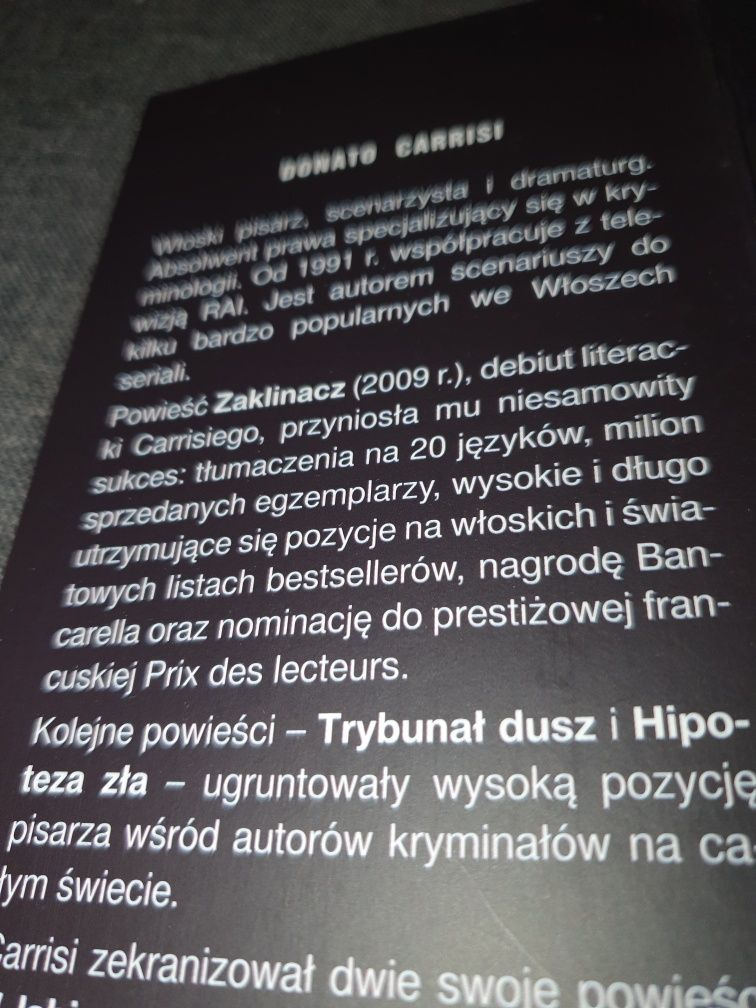 DONATO CARRISI
Włoski pisarz, scenarzysta i dramaturg.
Absolwent prawa specjalizujący się w kry-
minologii. Od 1991 r. współpracuje z tele-
wizją RAI. Jest autorem scenariuszy do
kilku bardzo popularnych we Włoszech
seriali.
Powieść Zaklinacz (2009 r.), debiut literac-
ki Carrisiego, przyniosła mu niesamowity
sukces: tłumaczenia na 20 języków, milion
sprzedanych egzemplarzy, wysokie i długo
utrzymujące się pozycje na włoskich i świa-
towych listach bestsellerów, nagrodę Ban-
carella oraz nominację do prestiżowej fran-
cuskiej Prix des lecteurs.
Kolejne powieści – Trybunał dusz i Hipo-
teza zła – ugruntowały wysoką pozycję
pisarza wśród autorów kryminałów na ca-
łym świecie.
Carrisi zekranizował dwie swoje powieśc